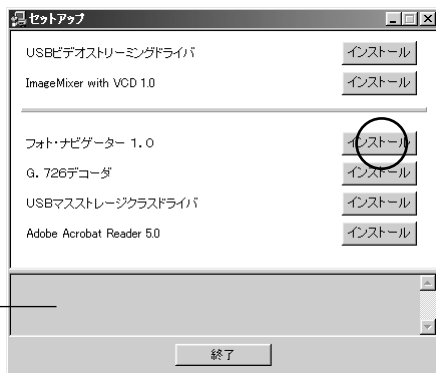 セットアップ
USBビデオストリーミングドライバ インストール
ImageMixer with VCD 1.0 インストール
フォト・ナビゲーター 1.0 インストール
G. 726デコーダ インストール
USBマスストレージクラスドライバ インストール
Adobe Acrobat Reader 5.0 インストール
終了